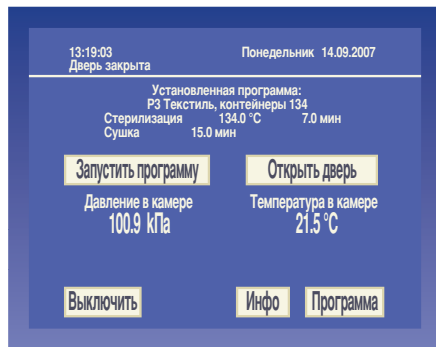 13:19:03 Понедельник 14.09.2007
Дверь закрыта
Установленная программа:
P3 Текстиль, контейнеры 134
Стерилизация 134.0 °C 7.0 мин
Сушка 15.0 мин
Запустить программу Открыть дверь
Давление в камере Температура в камере
100.9 кПа 21.5 °C
Выключить Инфо Программа